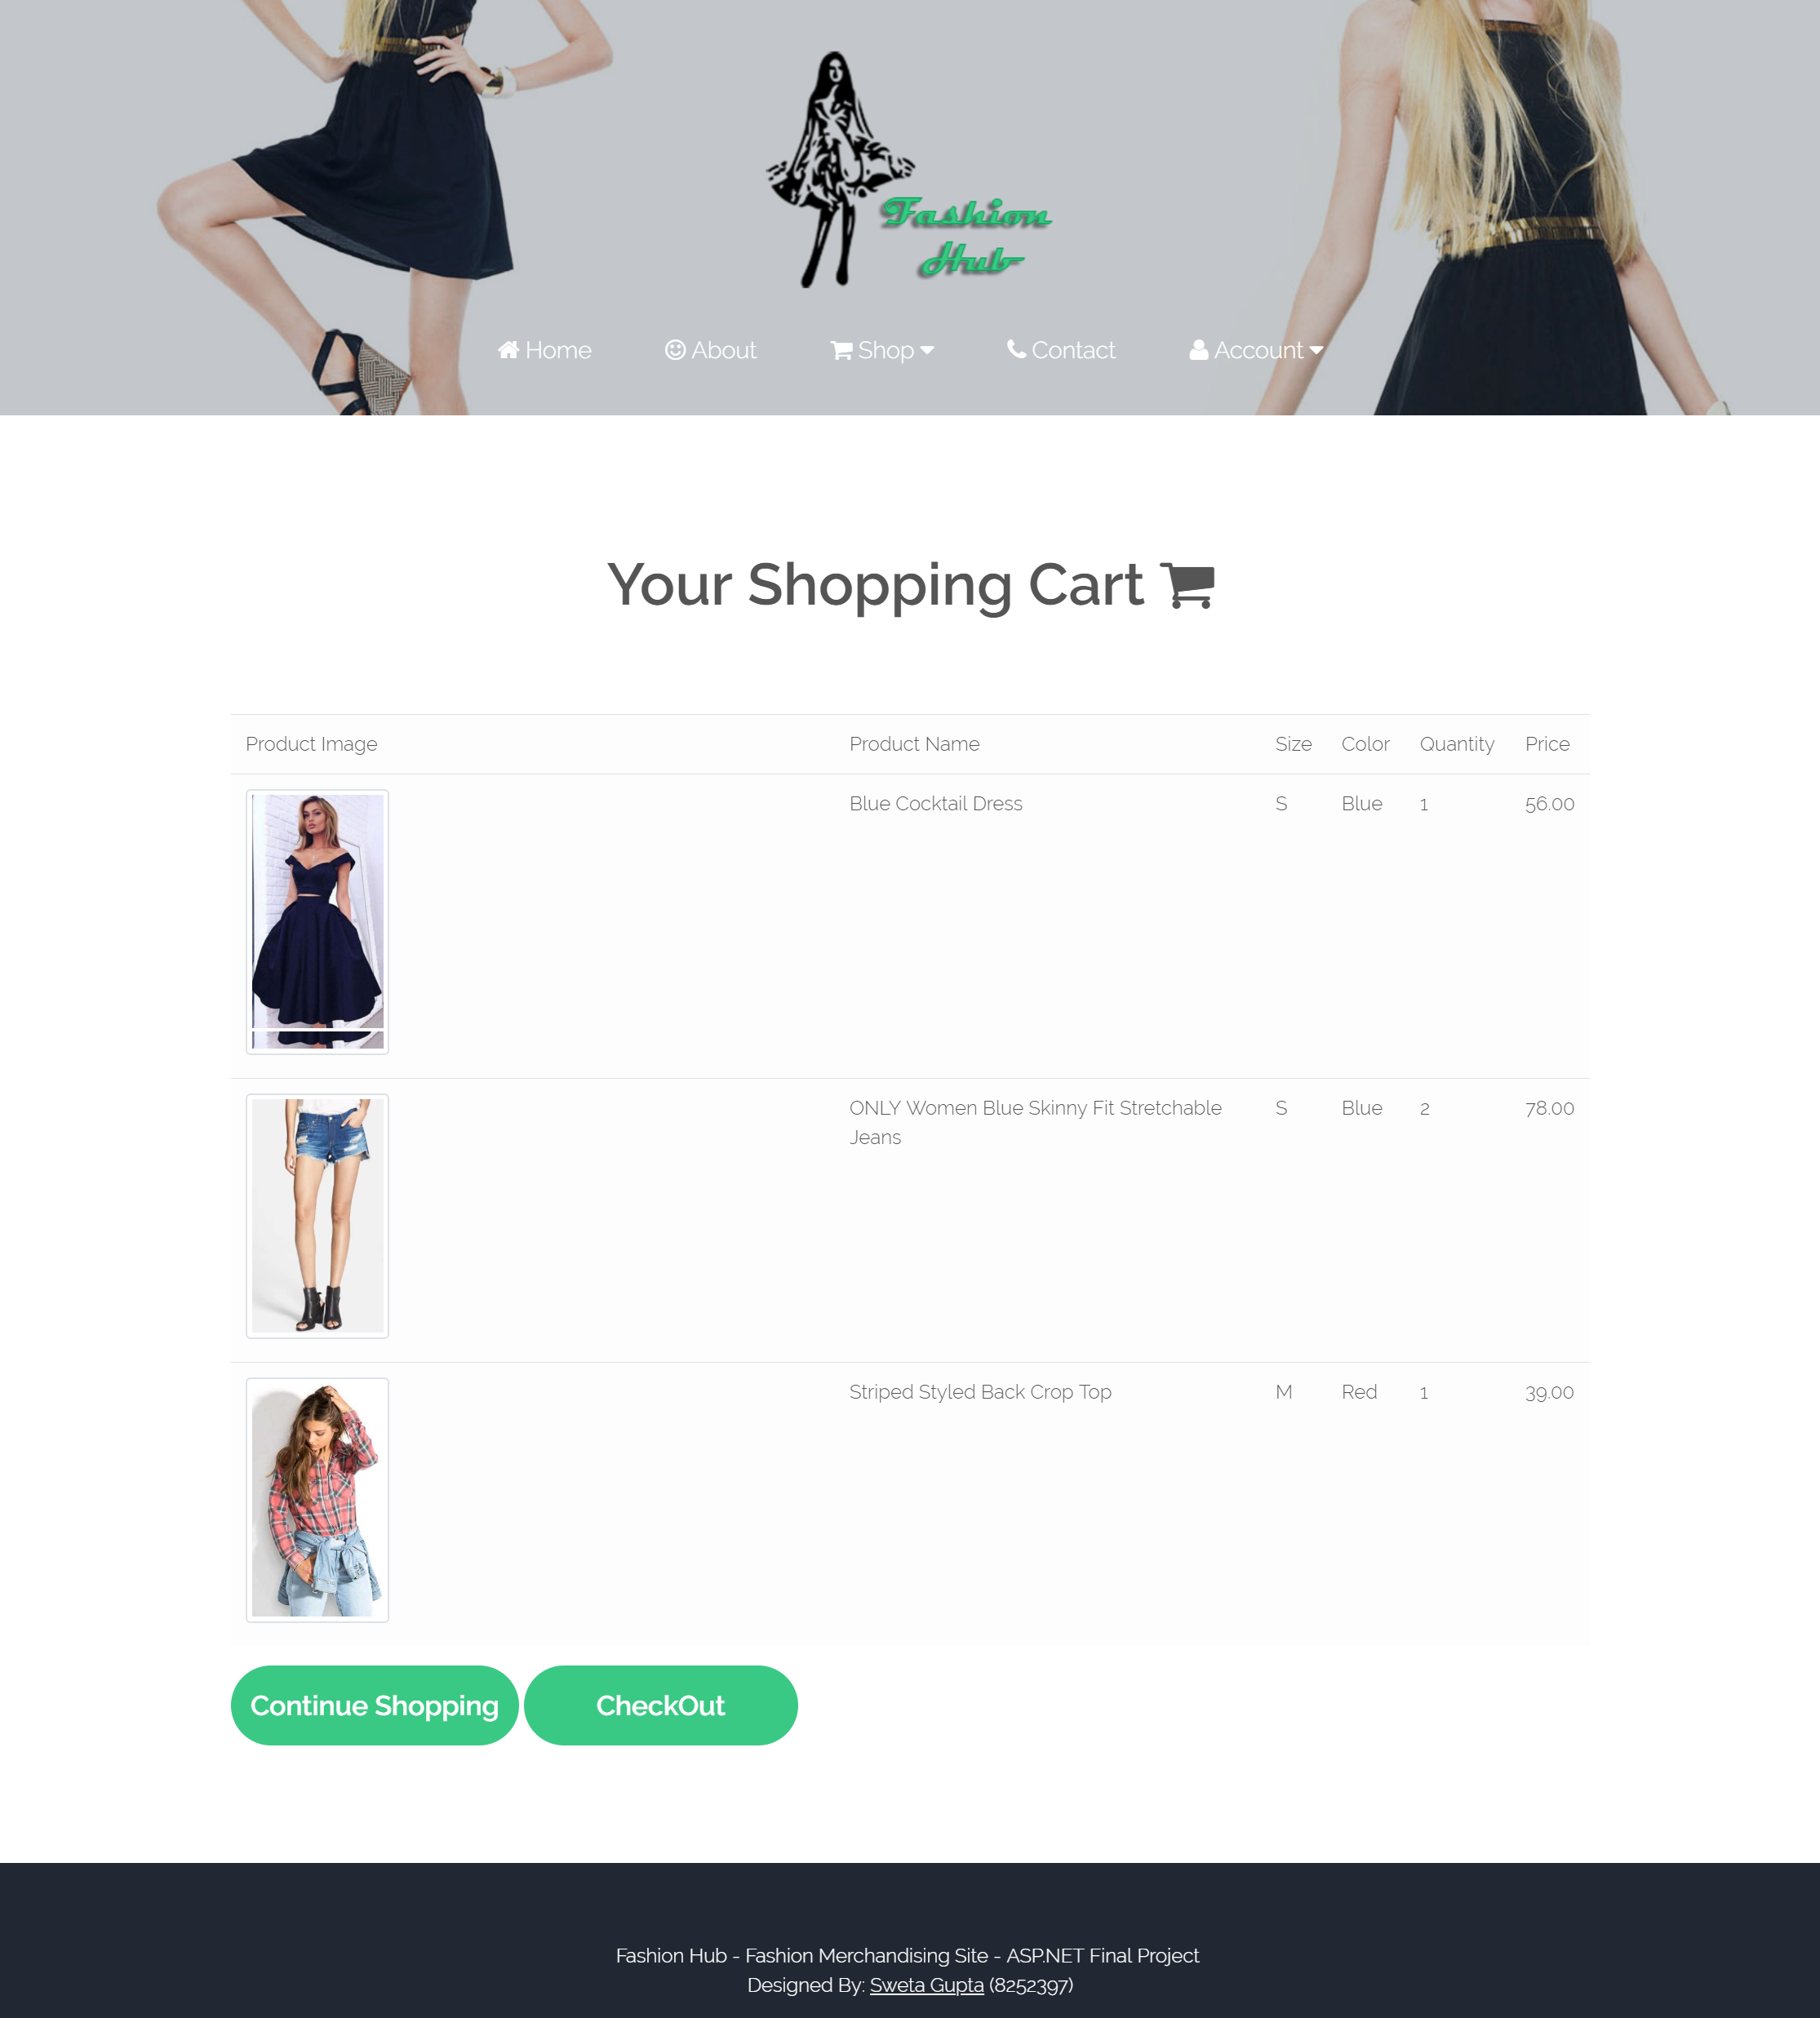 Fashion
Hub
Home About Shop Contact Account
Your Shopping Cart
Product Image Product Name Size Color Quantity Price
Blue Cocktail Dress S Blue 1 56.00
ONLY Women Blue Skinny Fit Stretchable S Blue 2 78.00
Jeans
Striped Styled Back Crop Top M Red 1 39.00
Continue Shopping CheckOut
Fashion Hub - Fashion Merchandising Site - ASP.NET Final Project
Designed By: Sweta Gupta (8252397)